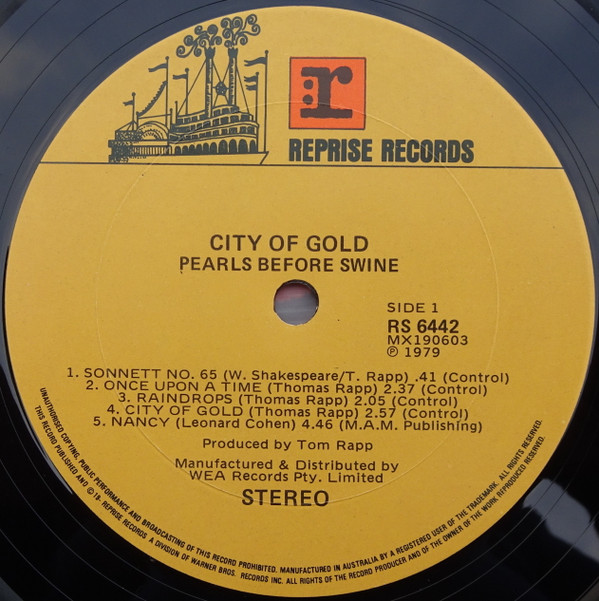 r
REPRISE RECORDS
CITY OF GOLD
PEARLS BEFORE SWINE
SIDE 1
RS 6442
MX190603
℗ 1979
1. SONNETT NO. 65 (W. Shakespeare/T. Rapp) .41 (Control)
2. ONCE UPON A TIME (Thomas Rapp) 2.37 (Control)
3. RAINDROPS (Thomas Rapp) 2.05 (Control)
4. CITY OF GOLD (Thomas Rapp) 2.57 (Control)
5. NANCY (Leonard Cohen) 4.46 (M.A.M. Publishing)
Produced by Tom Rapp
Manufactured & Distributed by
WEA Records Pty. Limited
STEREO
UNAUTHORISED COPYING, PUBLIC PERFORMANCE AND BROADCASTING OF THIS RECORD PROHIBITED. MANUFACTURED IN AUSTRALIA BY A REGISTERED USER OF THE TRADEMARK. ALL RIGHTS RESERVED.
THIS RECORD PUBLISHED AND © 19. REPRISE RECORDS A DIVISION OF WARNER BROS. RECORDS INC. ALL RIGHTS OF THE RECORD PRODUCER AND OF THE OWNER OF THE WORK REPRODUCED RESERVED.